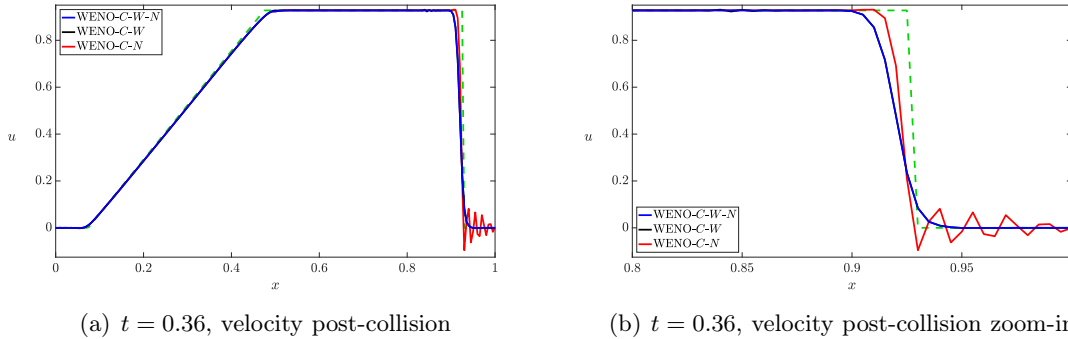 WENO-C-W-N
WENO-C-W
WENO-C-N
0.8
0.6
u
0.4
0.2
0
0
0.2
0.4
0.6
0.8
1
x
(a) t = 0.36, velocity post-collision
0.8
0.6
u
0.4
0.2
0
WENO-C-W-N
WENO-C-W
WENO-C-N
0.8
0.85
0.9
0.95
x
(b) t = 0.36, velocity post-collision zoom-in